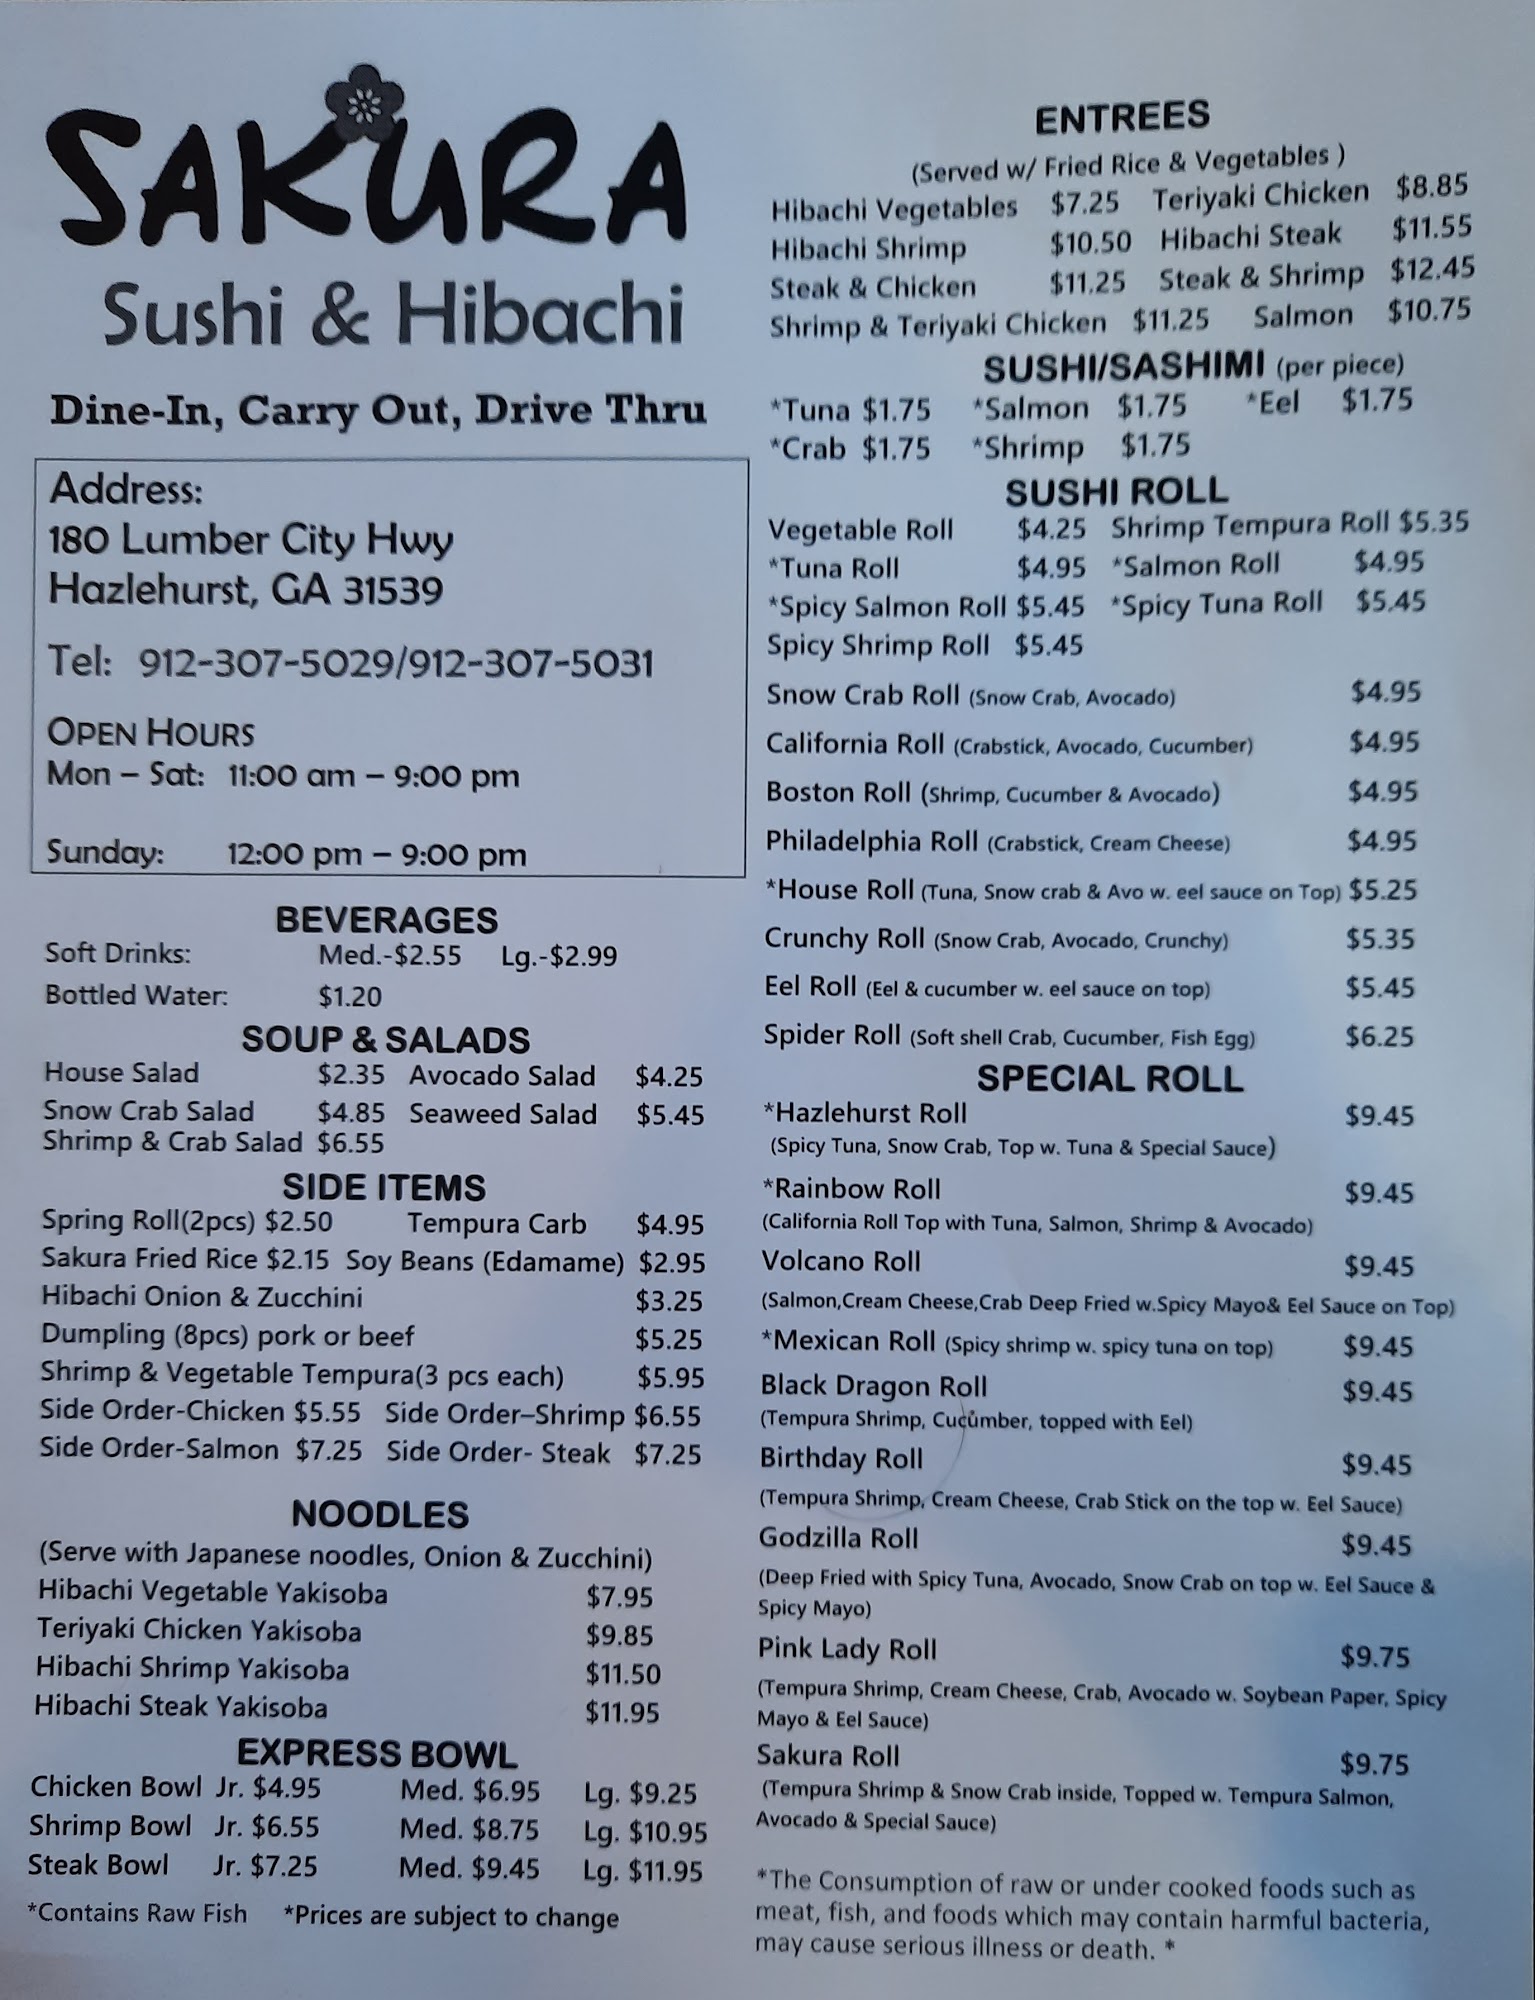 SAKURA
Sushi & Hibachi
Dine-In, Carry Out, Drive Thru
Address:
180 Lumber City Hwy
Hazlehurst, GA 31539
Tel: 912-307-5029/912-307-5031
OPEN HOURS
Mon – Sat: 11:00 am – 9:00 pm
Sunday: 12:00 pm – 9:00 pm
BEVERAGES
Soft Drinks: Med.-$2.55 Lg.-$2.99
Bottled Water: $1.20
SOUP & SALADS
House Salad $2.35 Avocado Salad $4.25
Snow Crab Salad $4.85 Seaweed Salad $5.45
Shrimp & Crab Salad $6.55
SIDE ITEMS
Spring Roll(2pcs) $2.50 Tempura Carb $4.95
Sakura Fried Rice $2.15 Soy Beans (Edamame) $2.95
Hibachi Onion & Zucchini $3.25
Dumpling (8pcs) pork or beef $5.25
Shrimp & Vegetable Tempura(3 pcs each) $5.95
Side Order-Chicken $5.55 Side Order–Shrimp $6.55
Side Order-Salmon $7.25 Side Order- Steak $7.25
NOODLES
(Serve with Japanese noodles, Onion & Zucchini)
Hibachi Vegetable Yakisoba $7.95
Teriyaki Chicken Yakisoba $9.85
Hibachi Shrimp Yakisoba $11.50
Hibachi Steak Yakisoba $11.95
EXPRESS BOWL
Chicken Bowl Jr. $4.95 Med. $6.95 Lg. $9.25
Shrimp Bowl Jr. $6.55 Med. $8.75 Lg. $10.95
Steak Bowl Jr. $7.25 Med. $9.45 Lg. $11.95
*Contains Raw Fish *Prices are subject to change
ENTREES
(Served w/ Fried Rice & Vegetables )
Hibachi Vegetables $7.25 Teriyaki Chicken $8.85
Hibachi Shrimp $10.50 Hibachi Steak $11.55
Steak & Chicken $11.25 Steak & Shrimp $12.45
Shrimp & Teriyaki Chicken $11.25 Salmon $10.75
SUSHI/SASHIMI (per piece)
*Tuna $1.75 *Salmon $1.75 *Eel $1.75
*Crab $1.75 *Shrimp $1.75
SUSHI ROLL
Vegetable Roll $4.25 Shrimp Tempura Roll $5.35
*Tuna Roll $4.95 *Salmon Roll $4.95
*Spicy Salmon Roll $5.45 *Spicy Tuna Roll $5.45
Spicy Shrimp Roll $5.45
Snow Crab Roll (Snow Crab, Avocado) $4.95
California Roll (Crabstick, Avocado, Cucumber) $4.95
Boston Roll (Shrimp, Cucumber & Avocado) $4.95
Philadelphia Roll (Crabstick, Cream Cheese) $4.95
*House Roll (Tuna, Snow crab & Avo w. eel sauce on Top) $5.25
Crunchy Roll (Snow Crab, Avocado, Crunchy) $5.35
Eel Roll (Eel & cucumber w. eel sauce on top) $5.45
Spider Roll (Soft shell Crab, Cucumber, Fish Egg) $6.25
SPECIAL ROLL
*Hazlehurst Roll $9.45
(Spicy Tuna, Snow Crab, Top w. Tuna & Special Sauce)
*Rainbow Roll $9.45
(California Roll Top with Tuna, Salmon, Shrimp & Avocado)
Volcano Roll $9.45
(Salmon,Cream Cheese,Crab Deep Fried w.Spicy Mayo& Eel Sauce on Top)
*Mexican Roll (Spicy shrimp w. spicy tuna on top) $9.45
Black Dragon Roll $9.45
(Tempura Shrimp, Cucumber, topped with Eel)
Birthday Roll $9.45
(Tempura Shrimp, Cream Cheese, Crab Stick on the top w. Eel Sauce)
Godzilla Roll $9.45
(Deep Fried with Spicy Tuna, Avocado, Snow Crab on top w. Eel Sauce &
Spicy Mayo)
Pink Lady Roll $9.75
(Tempura Shrimp, Cream Cheese, Crab, Avocado w. Soybean Paper, Spicy
Mayo & Eel Sauce)
Sakura Roll $9.75
(Tempura Shrimp & Snow Crab inside, Topped w. Tempura Salmon,
Avocado & Special Sauce)
*The Consumption of raw or under cooked foods such as
meat, fish, and foods which may contain harmful bacteria,
may cause serious illness or death. *